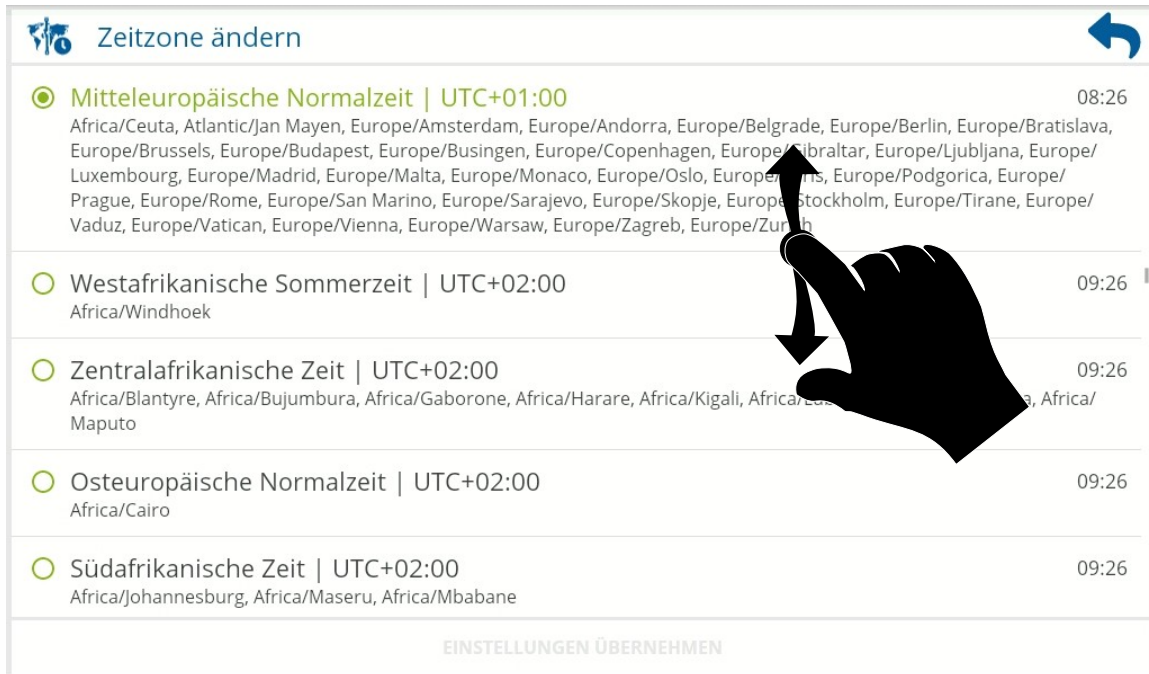 Zeitzone ändern
Mitteleuropäische Normalzeit | UTC+01:00 08:26
Africa/Ceuta, Atlantic/Jan Mayen, Europe/Amsterdam, Europe/Andorra, Europe/Belgrade, Europe/Berlin, Europe/Bratislava,
Europe/Brussels, Europe/Budapest, Europe/Busingen, Europe/Copenhagen, Europe/Gibraltar, Europe/Ljubljana, Europe/
Luxembourg, Europe/Madrid, Europe/Malta, Europe/Monaco, Europe/Oslo, Europe/Podgorica, Europe/
Prague, Europe/Rome, Europe/San Marino, Europe/Sarajevo, Europe/Skopje, Europe/Stockholm, Europe/Tirane, Europe/
Vaduz, Europe/Vatican, Europe/Vienna, Europe/Warsaw, Europe/Zagreb, Europe/Zurich
Westafrikanische Sommerzeit | UTC+02:00 09:26
Africa/Windhoek
Zentralafrikanische Zeit | UTC+02:00 09:26
Africa/Blantyre, Africa/Bujumbura, Africa/Gaborone, Africa/Harare, Africa/Kigali, Africa/
Maputo
Osteuropäische Normalzeit | UTC+02:00 09:26
Africa/Cairo
Südafrikanische Zeit | UTC+02:00 09:26
Africa/Johannesburg, Africa/Maseru, Africa/Mbabane
EINSTELLUNGEN ÜBERNEHMEN